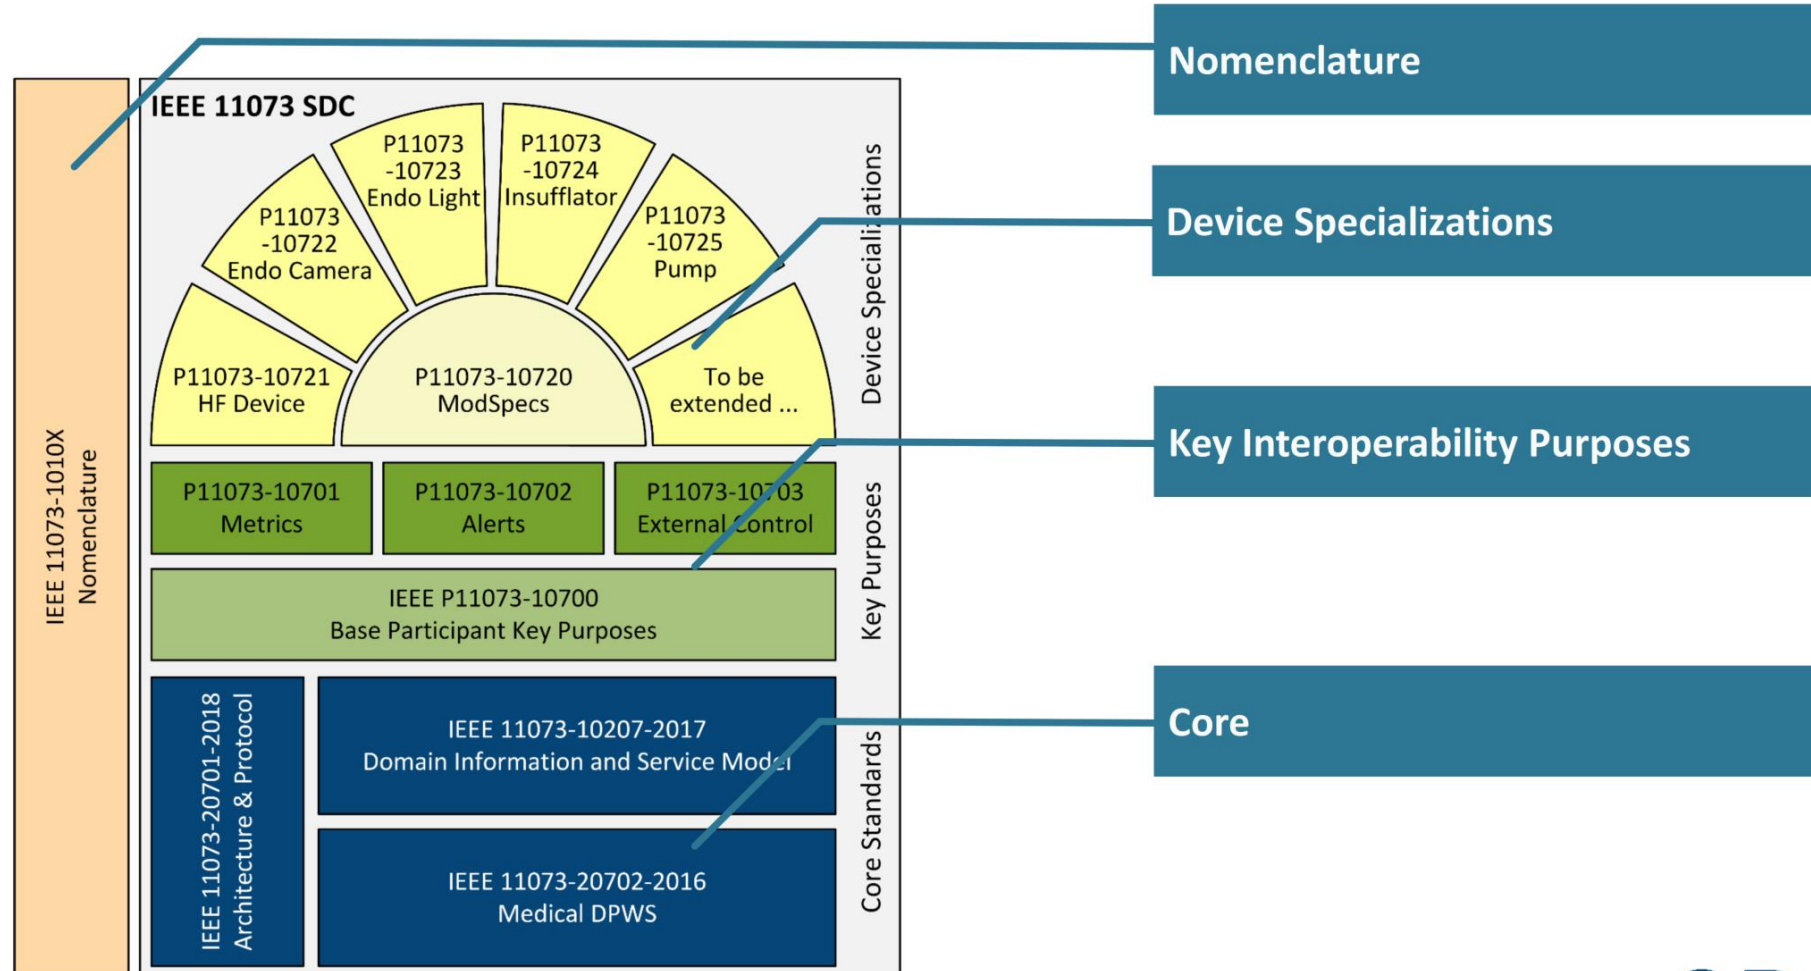 IEEE 11073-1010X
Nomenclature
IEEE 11073 SDC
P11073-10721
HF Device
P11073
-10722
Endo Camera
P11073
-10723
Endo Light
P11073
-10724
Insufflator
P11073
-10725
Pump
To be
extended ...
P11073-10720
ModSpecs
Device Specializations
P11073-10701
Metrics
P11073-10702
Alerts
P11073-10703
External Control
IEEE P11073-10700
Base Participant Key Purposes
Key Purposes
IEEE 11073-20701-2018
Architecture & Protocol
IEEE 11073-10207-2017
Domain Information and Service Model
IEEE 11073-20702-2016
Medical DPWS
Core Standards
Nomenclature
Device Specializations
Key Interoperability Purposes
Core